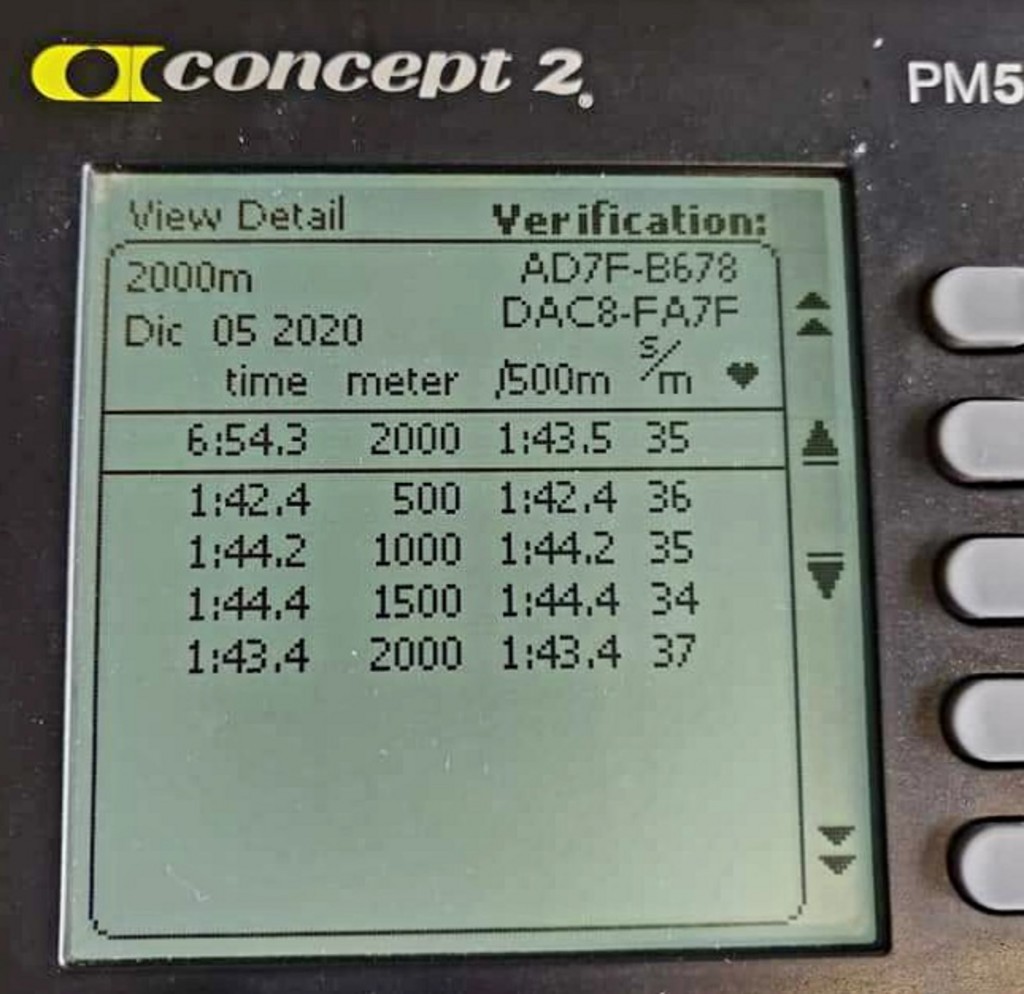 concept 2 PM5
View Detail Verification:
2000m AD7F-B678
Dic 05 2020 DAC8-FA7F
time meter /500m s/m
6:54.3 2000 1:43.5 35
1:42.4 500 1:42.4 36
1:44.2 1000 1:44.2 35
1:44.4 1500 1:44.4 34
1:43.4 2000 1:43.4 37